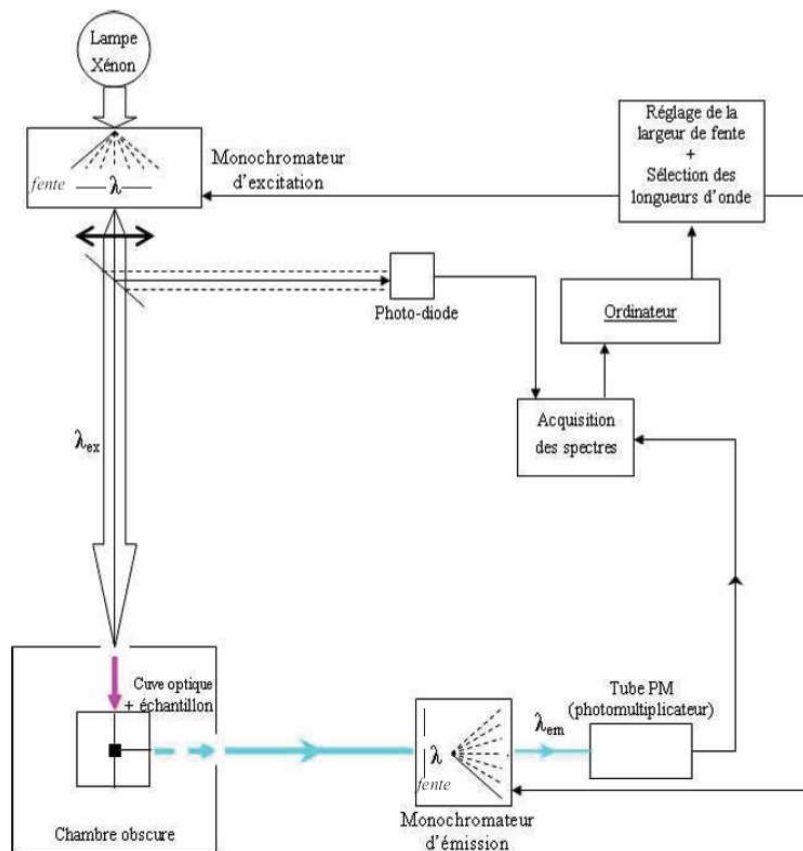 Lampe
Xénon
fente
λ
Monochromateur
d'excitation
Réglage de la
largeur de fente
+
Sélection des
longueurs d'onde
Photo-diode
Ordinateur
Acquisition
des spectres
λex
Cuve optique
+ échantillon
Chambre obscure
λ
fente
Monochromateur
d'émission
λem
Tube PM
(photomultiplicateur)